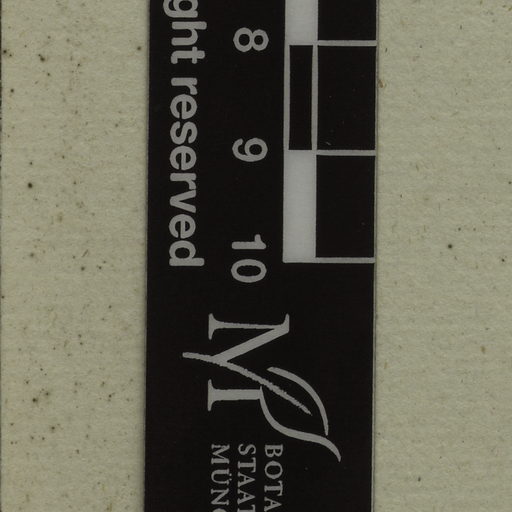 ght reserved
8
9
10
M
BOTA
STAAT
MÜNC